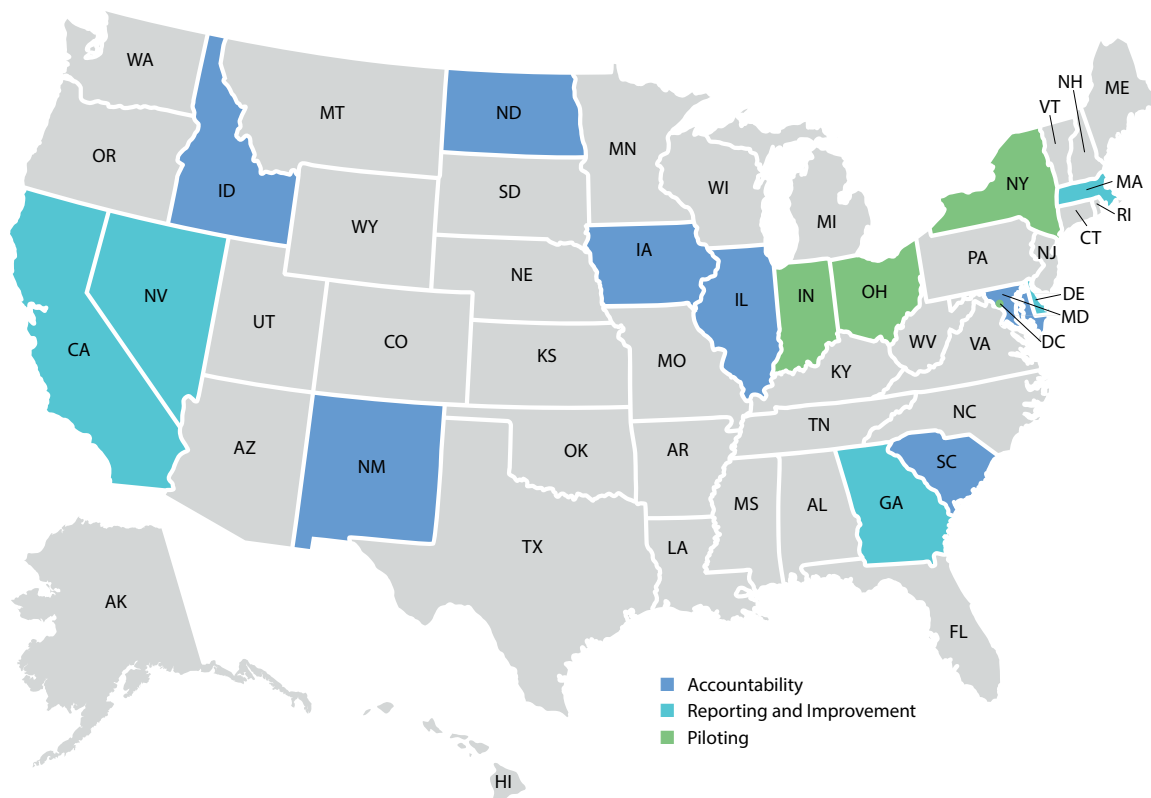 WA
MT
ND
MN
ME
NH
VT
OR
ID
SD
WI
MI
NY
MA
RI
CT
WY
IA
NE
PA
NJ
NV
UT
CO
IL
IN
OH
DE
MD
DC
CA
KS
MO
WV
VA
KY
AZ
NM
OK
AR
TN
NC
SC
MS
AL
GA
TX
LA
AK
FL
HI
Accountability
Reporting and Improvement
Piloting